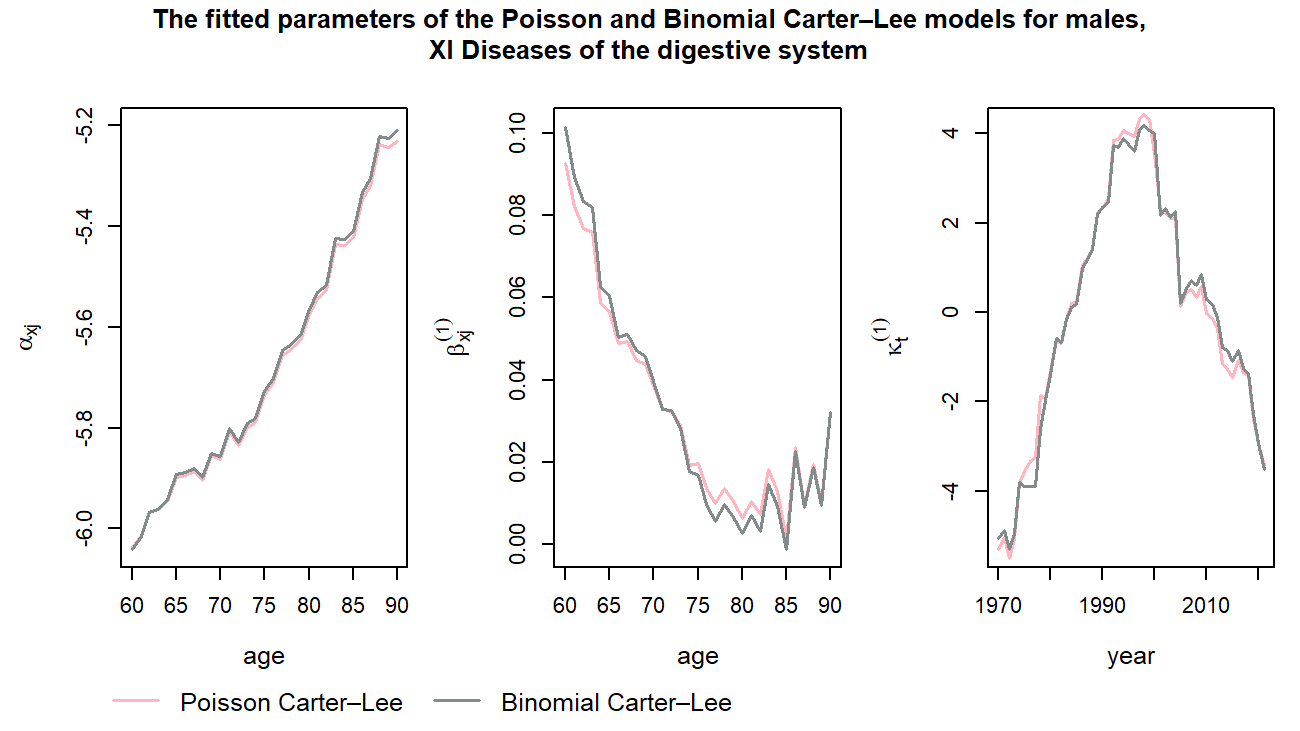 The fitted parameters of the Poisson and Binomial Carter–Lee models for males,
XI Diseases of the digestive system
-5.2
-5.4
-5.6
-5.8
-6.0
αxj
60 65 70 75 80 85 90
age
0.10
0.08
0.06
0.04
0.02
0.00
βxj(1)
60 65 70 75 80 85 90
age
4
2
0
-2
-4
κt(1)
1970 1990 2010
year
Poisson Carter–Lee Binomial Carter–Lee